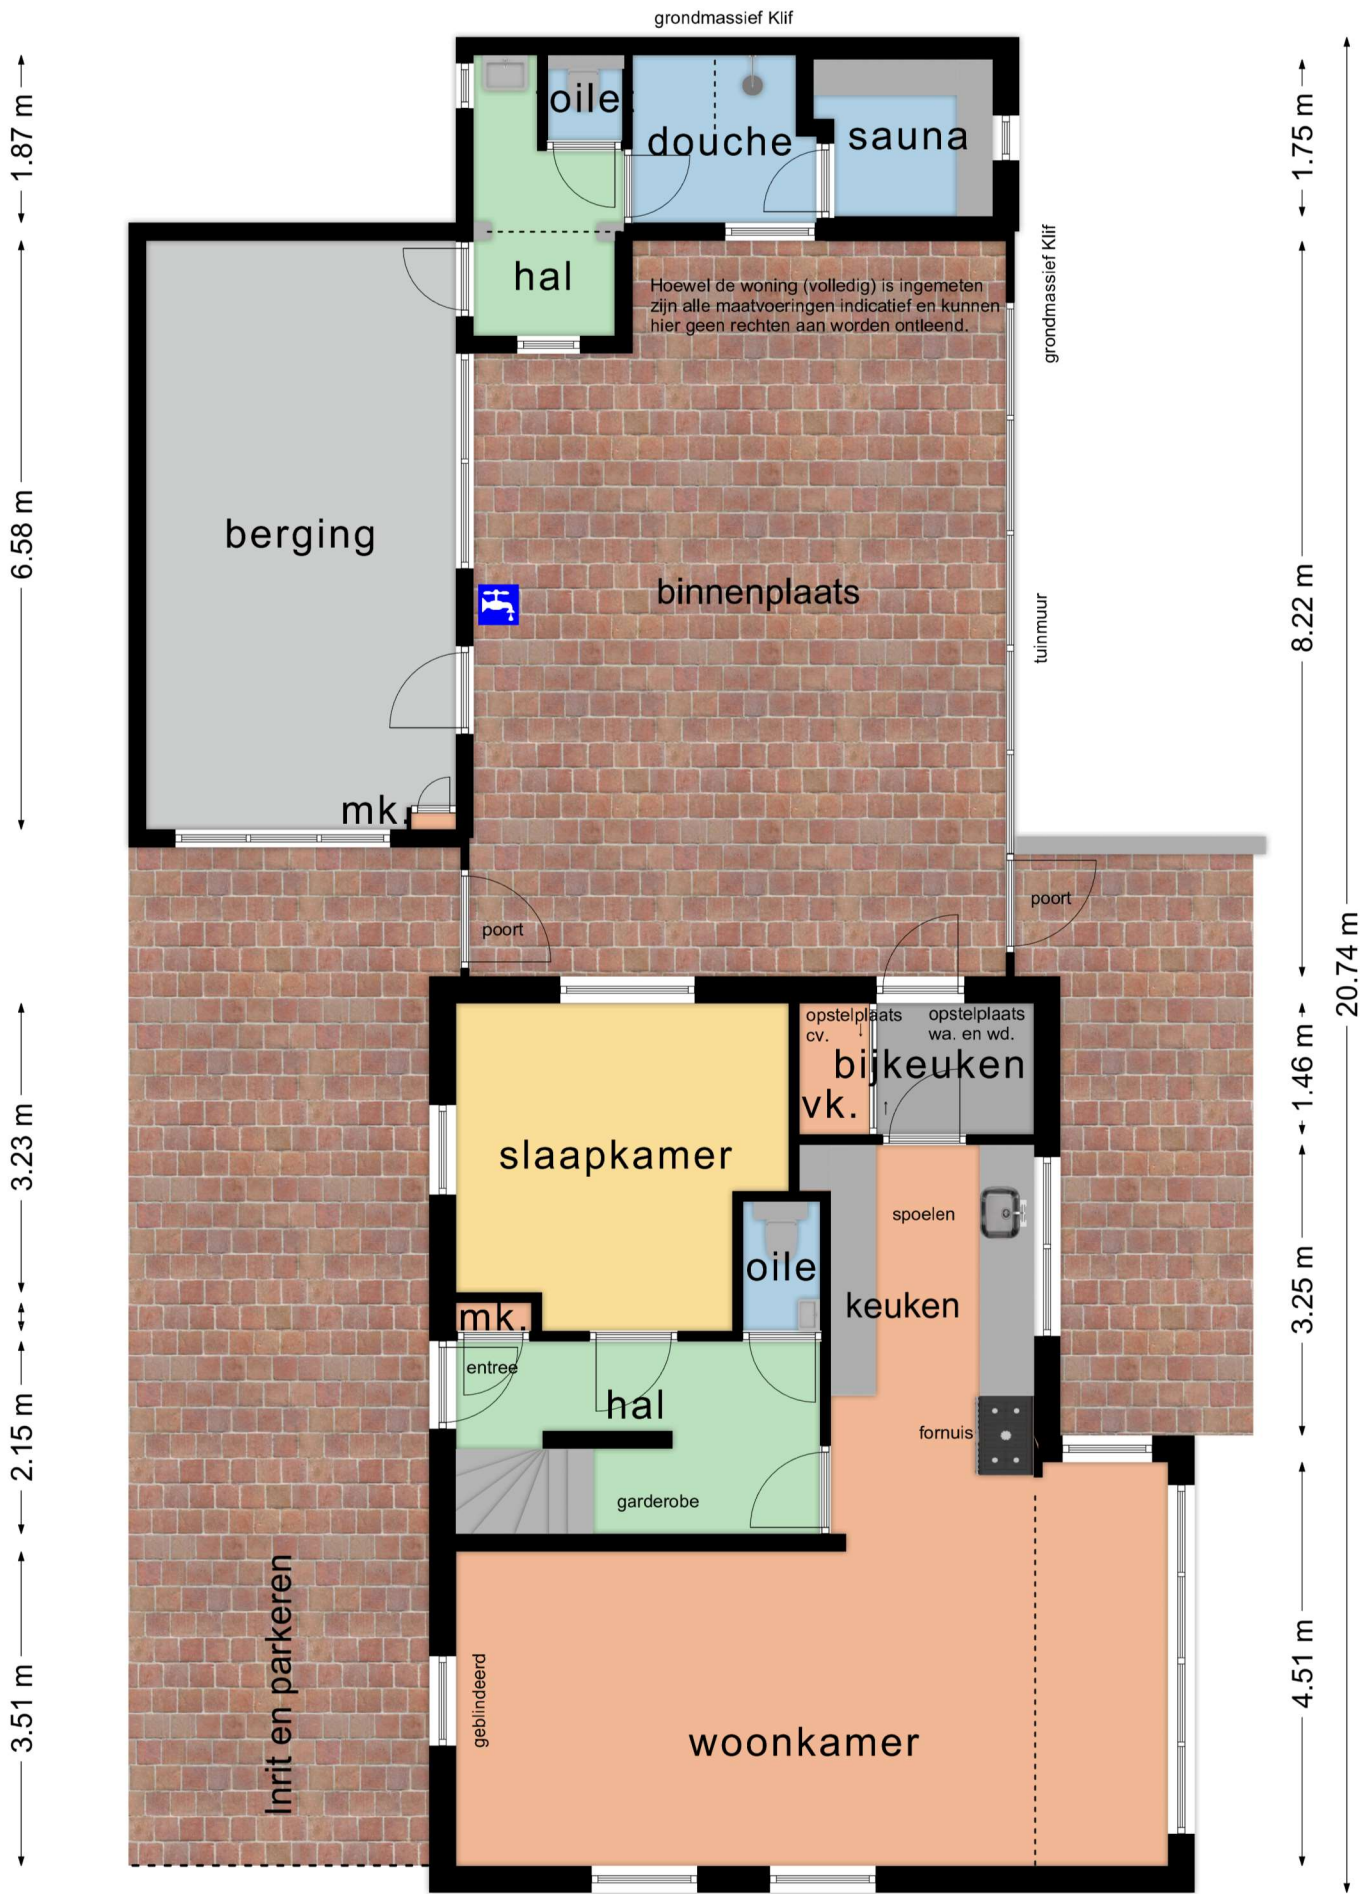 grondmassief Klif
1.87 m
oile
douche
sauna
1.75 m
hal
Hoewel de woning (volledig) is ingemeten
zijn alle maatvoeringen indicatief en kunnen
hier geen rechten aan worden ontleend.
grondmassief Klif
6.58 m
berging
binnenplaats
tuinmuur
8.22 m
mk.
poort
poort
20.74 m
opstelplaats
cv.
opstelplaats
wa. en wd.
bijkeuken
vk.
1.46 m
3.23 m
slaapkamer
spoelen
oile
keuken
3.25 m
mk.
entree
hal
2.15 m
fornuis
garderobe
Inrit en parkeren
geblindeerd
3.51 m
woonkamer
4.51 m